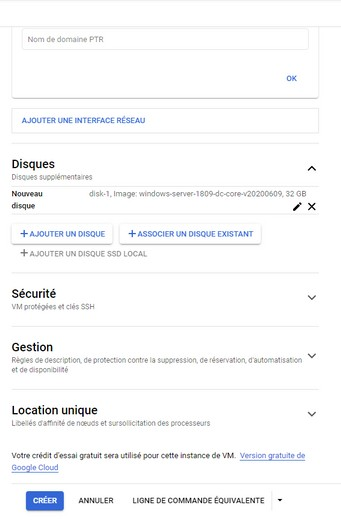 Nom de domaine PTR
OK
AJOUTER UNE INTERFACE RÉSEAU
Disques
Disques supplémentaires
Nouveau disk-1, Image: windows-server-1809-dc-core-v20200609, 32 GB
disque
+ AJOUTER UN DISQUE + ASSOCIER UN DISQUE EXISTANT
+ AJOUTER UN DISQUE SSD LOCAL
Sécurité
VM protégées et clés SSH
Gestion
Règles de description, de protection contre la suppression, de réservation, d'automatisation
et de disponibilité
Location unique
Libellés d'affinité de nœuds et sursollicitation des processeurs
Votre crédit d'essai gratuit sera utilisé pour cette instance de VM. Version gratuite de
Google Cloud
CRÉER ANNULER LIGNE DE COMMANDE ÉQUIVALENTE